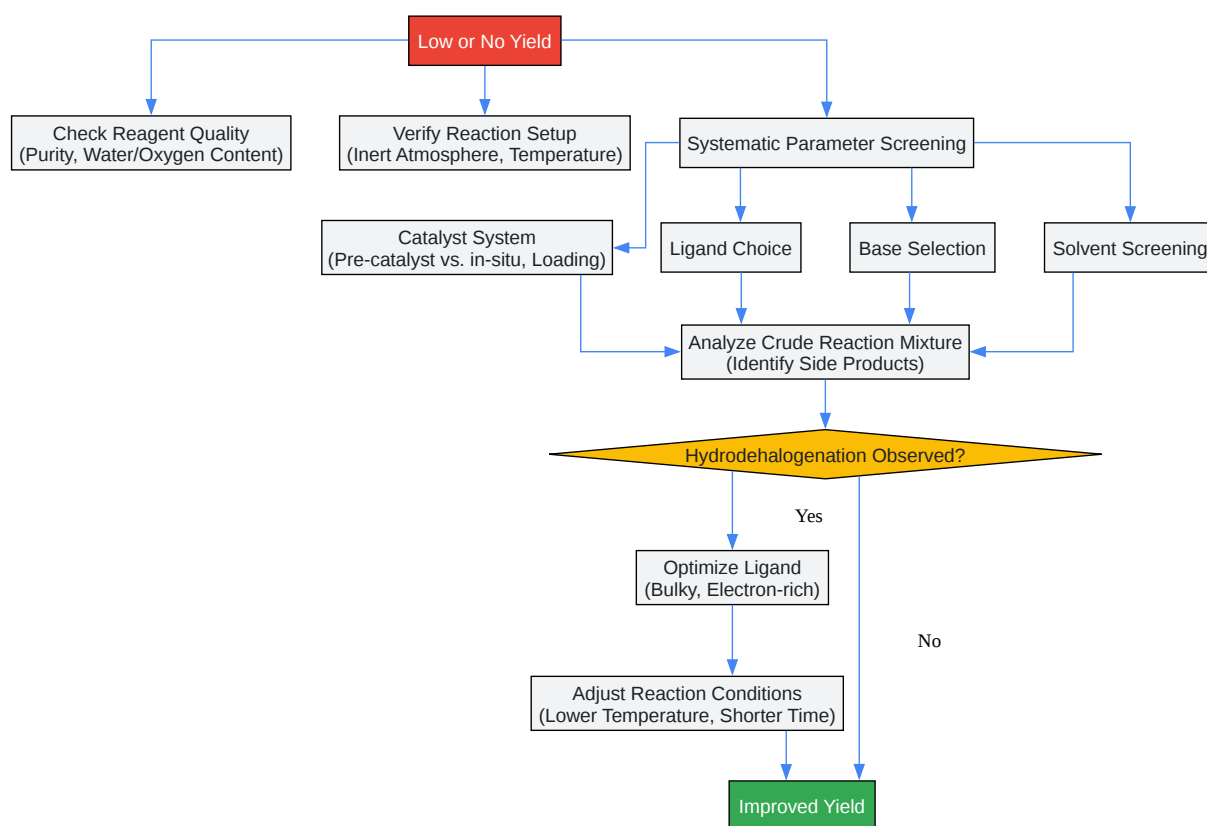 Low or No Yield
Check Reagent Quality
(Purity, Water/Oxygen Content)
Verify Reaction Setup
(Inert Atmosphere, Temperature)
Systematic Parameter Screening
Catalyst System
(Pre-catalyst vs. in-situ, Loading)
Ligand Choice
Base Selection
Solvent Screening
Analyze Crude Reaction Mixture
(Identify Side Products)
Hydrodehalogenation Observed?
Yes
Optimize Ligand
(Bulky, Electron-rich)
No
Adjust Reaction Conditions
(Lower Temperature, Shorter Time)
Improved Yield